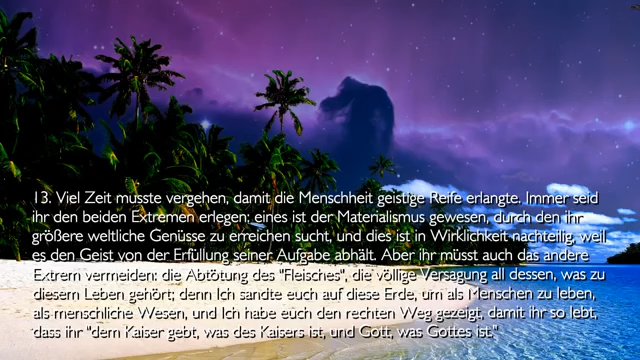 13. Viel Zeit musste vergehen, damit die Menschheit geistige Reife erlangte. Immer seid
ihr den beiden Extremen erlegen; eines ist der Materialismus gewesen, durch den ihr
größere weltliche Genüsse zu erreichen sucht, und dies ist in Wirklichkeit nachteilig, weil
es den Geist von der Erfüllung seiner Aufgabe abhält. Aber ihr müsst auch das andere
Extrem vermeiden: die Abtötung des "Fleisches", die völlige Versagung all dessen, was zu
diesem Leben gehört; denn Ich sandte euch auf diese Erde, um als Menschen zu leben,
als menschliche Wesen, und Ich habe euch den rechten Weg gezeigt, damit ihr so lebt,
dass ihr "dem Kaiser gebt, was des Kaisers ist, und Gott, was Gottes ist."